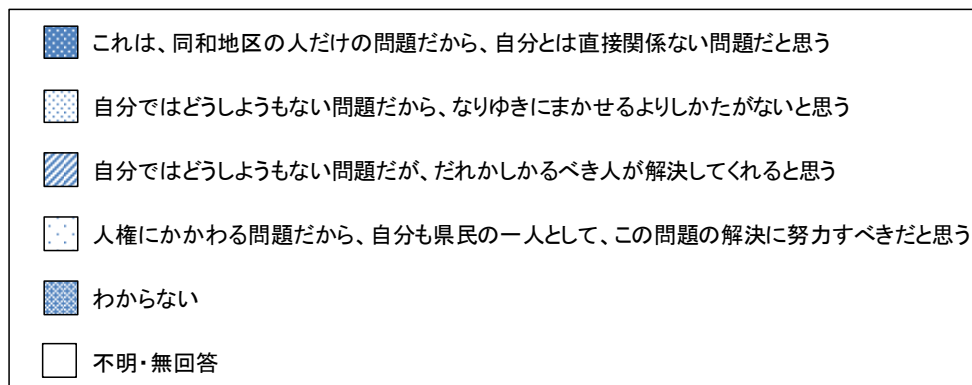 これは、同和地区の人だけの問題だから、自分とは直接関係ない問題だと思う
自分ではどうしようもない問題だから、なりゆきにまかせるよりしかたがないと思う
自分ではどうしようもない問題だが、だれかしかるべき人が解決してくれると思う
人権にかかわる問題だから、自分も県民の一人として、この問題の解決に努力すべきだと思う
わからない
不明・無回答